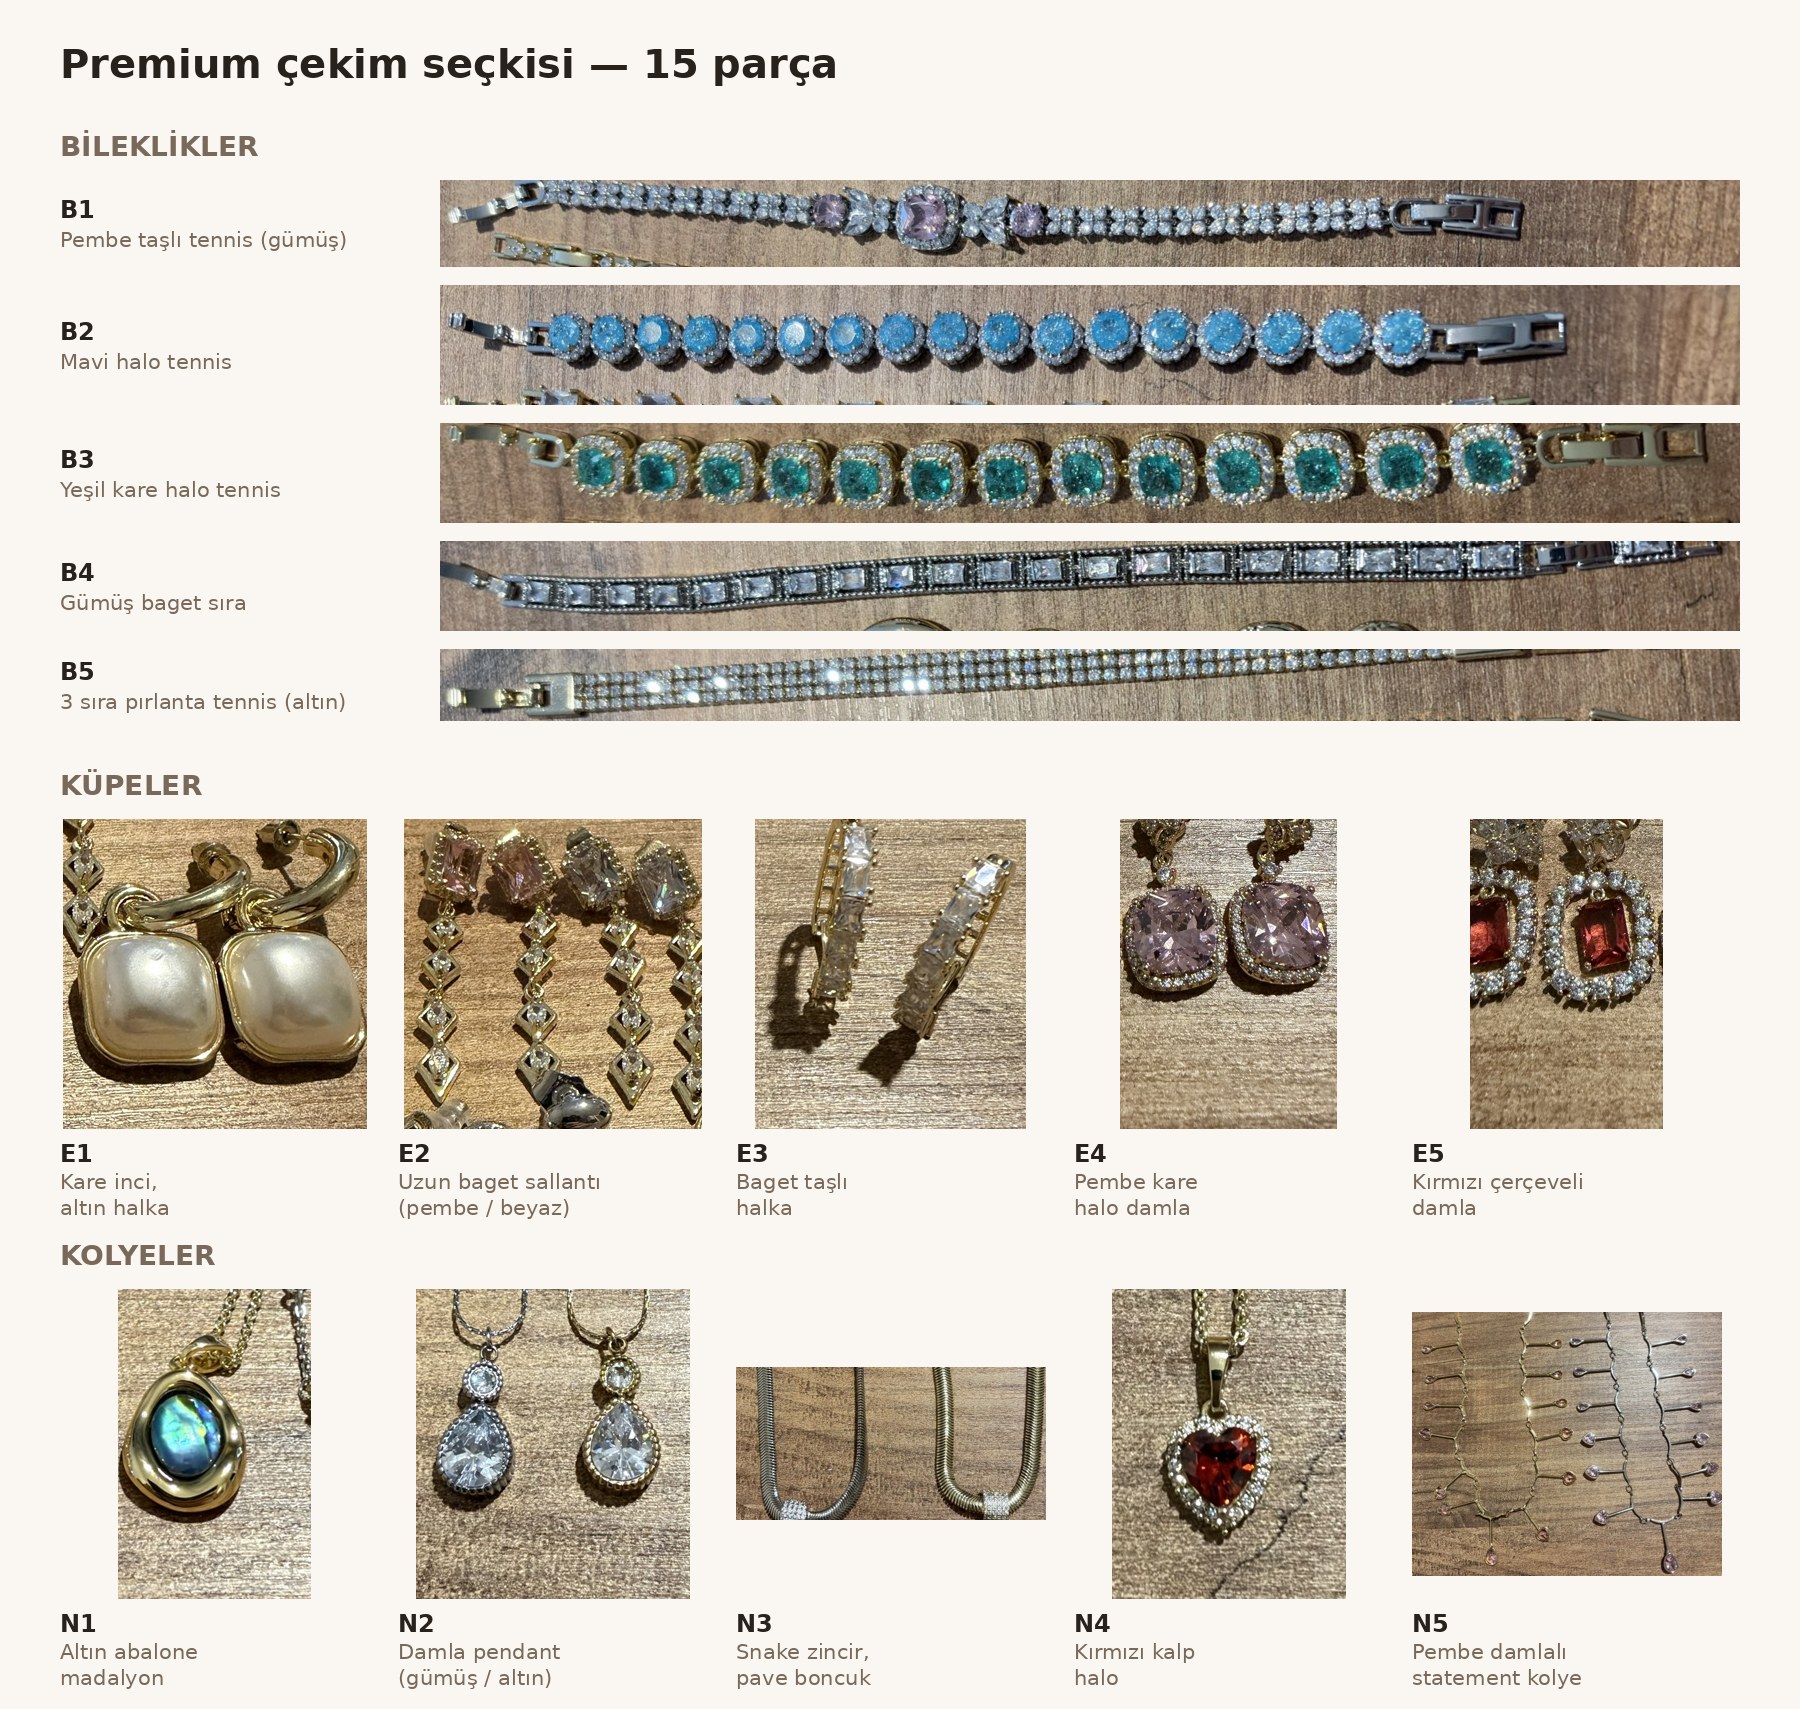 Premium çekim seçkisi — 15 parça
BİLEKLİKLER
B1
Pembe taşlı tennis (gümüş)
B2
Mavi halo tennis
B3
Yeşil kare halo tennis
B4
Gümüş baget sıra
B5
3 sıra pırlanta tennis (altın)
KÜPELER
E1
Kare inci,
altın halka
E2
Uzun baget sallantı
(pembe / beyaz)
E3
Baget taşlı
halka
E4
Pembe kare
halo damla
E5
Kırmızı çerçeveli
damla
KOLYELER
N1
Altın abalone
madalyon
N2
Damla pendant
(gümüş / altın)
N3
Snake zincir,
pave boncuk
N4
Kırmızı kalp
halo
N5
Pembe damlalı
statement kolye